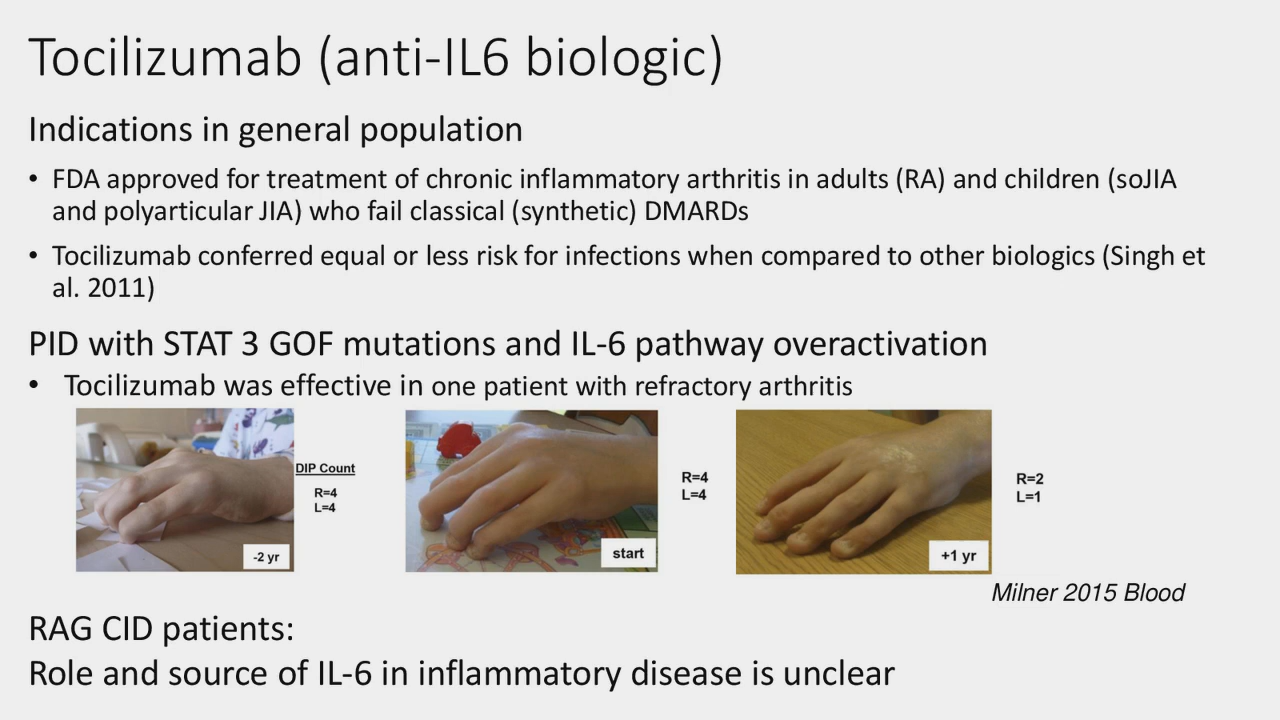 Tocilizumab (anti-IL6 biologic)
Indications in general population
• FDA approved for treatment of chronic inflammatory arthritis in adults (RA) and children (soJIA
and polyarticular JIA) who fail classical (synthetic) DMARDs
• Tocilizumab conferred equal or less risk for infections when compared to other biologics (Singh et
al. 2011)
PID with STAT 3 GOF mutations and IL-6 pathway overactivation
• Tocilizumab was effective in one patient with refractory arthritis
DIP Count
R=4
L=4
-2 yr
R=4
L=4
start
R=2
L=1
+1 yr
Milner 2015 Blood
RAG CID patients:
Role and source of IL-6 in inflammatory disease is unclear